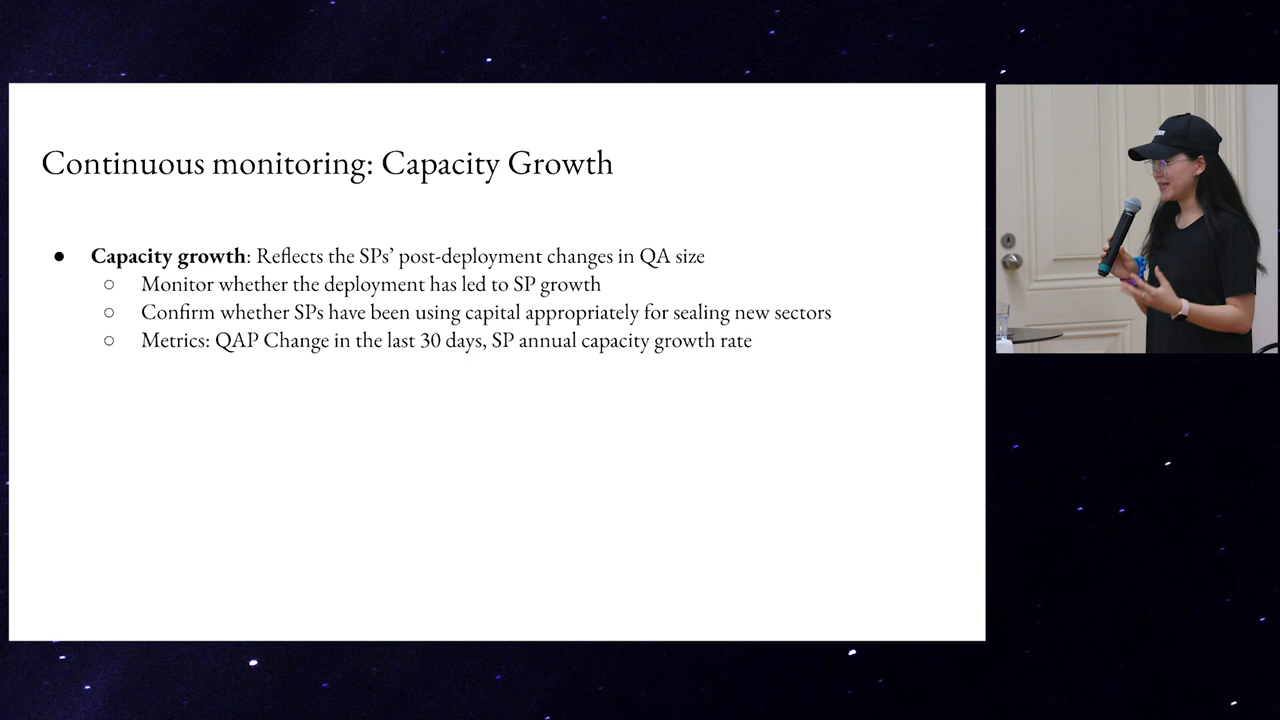 Continuous monitoring: Capacity Growth
● Capacity growth: Reflects the SPs’ post-deployment changes in QA size
○ Monitor whether the deployment has led to SP growth
○ Confirm whether SPs have been using capital appropriately for sealing new sectors
○ Metrics: QAP Change in the last 30 days, SP annual capacity growth rate